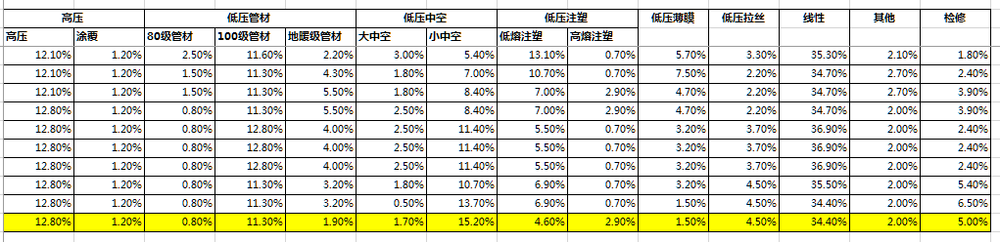 高压 低压管材 低压中空 低压注塑 低压薄膜 低压拉丝 线性 其他 检修
高压 涂覆 80级管材 100级管材 地暖级管材 大中空 小中空 低熔注塑 高熔注塑
12.10% 1.20% 2.50% 11.60% 2.20% 3.00% 5.40% 13.10% 0.70% 5.70% 3.30% 35.30% 2.10% 1.80%
12.10% 1.20% 1.50% 11.30% 4.30% 1.80% 7.00% 10.70% 0.70% 7.50% 2.20% 34.70% 2.70% 2.40%
12.10% 1.20% 1.50% 11.30% 5.50% 1.80% 8.40% 7.00% 2.90% 4.70% 2.20% 34.70% 2.70% 3.90%
12.80% 1.20% 0.80% 11.30% 5.50% 2.50% 8.40% 7.00% 2.90% 4.70% 2.20% 34.70% 2.00% 3.90%
12.80% 1.20% 0.80% 12.80% 4.00% 2.50% 11.40% 5.50% 0.70% 3.20% 3.70% 36.90% 2.00% 2.40%
12.80% 1.20% 0.80% 12.80% 4.00% 2.50% 11.40% 5.50% 0.70% 3.20% 3.70% 36.90% 2.00% 2.40%
12.80% 1.20% 0.80% 12.80% 4.00% 2.50% 11.40% 5.50% 0.70% 3.20% 3.70% 36.90% 2.00% 2.40%
12.80% 1.20% 0.80% 11.30% 3.20% 1.80% 10.70% 6.90% 0.70% 3.20% 4.50% 35.50% 2.00% 5.40%
12.80% 1.20% 0.80% 11.30% 3.20% 0.50% 13.70% 6.90% 0.70% 1.50% 4.50% 34.40% 2.00% 6.50%
12.80% 1.20% 0.80% 11.30% 1.90% 1.70% 15.20% 4.60% 2.90% 1.50% 4.50% 34.40% 2.00% 5.00%